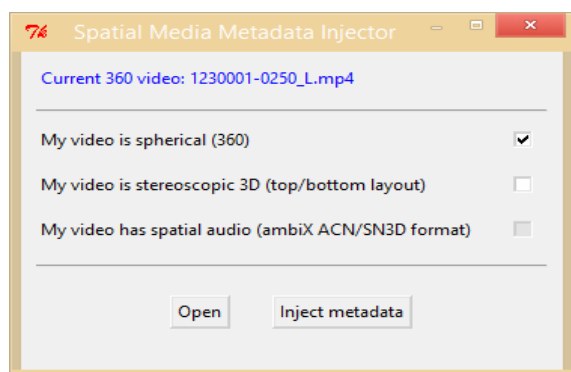 Spatial Media Metadata Injector
Current 360 video: 1230001-0250_L.mp4
My video is spherical (360)
My video is stereoscopic 3D (top/bottom layout)
My video has spatial audio (ambiX ACN/SN3D format)
Open Inject metadata